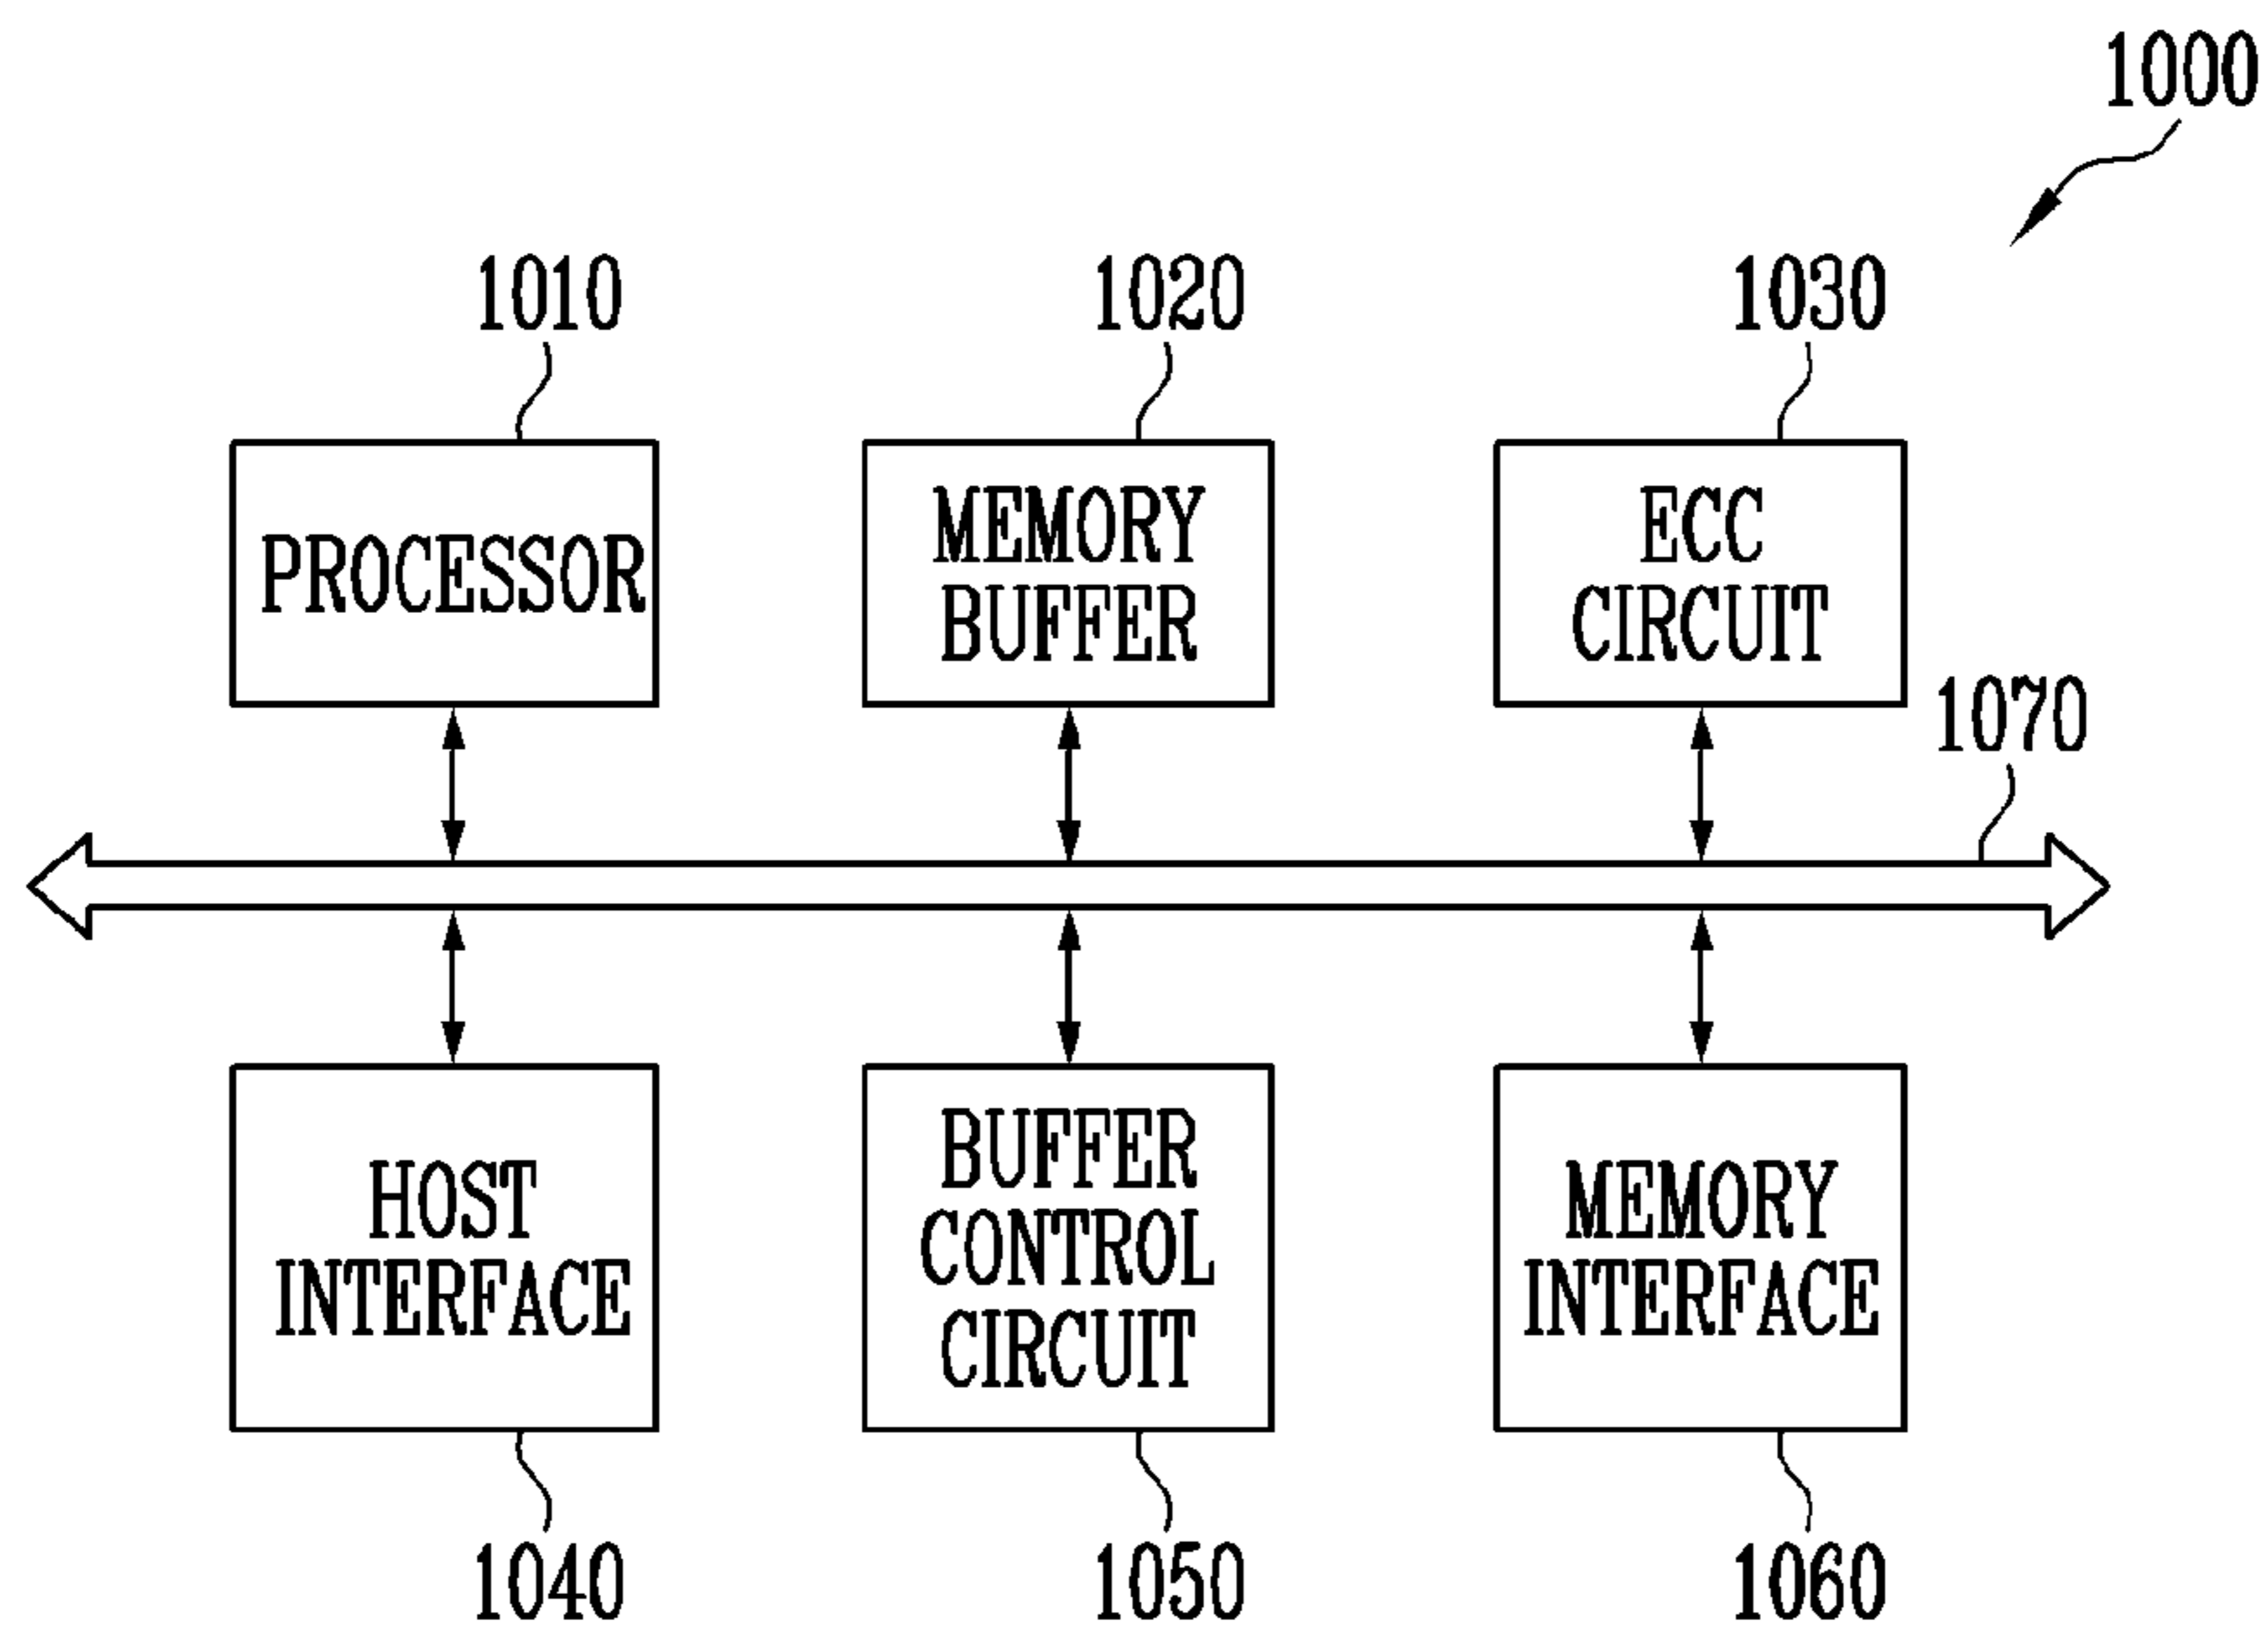 1000
1010
1020
1030
PROCESSOR
MEMORY
BUFFER
ECC
CIRCUIT
1070
HOST
INTERFACE
BUFFER
CONTROL
CIRCUIT
MEMORY
INTERFACE
1040
1050
1060